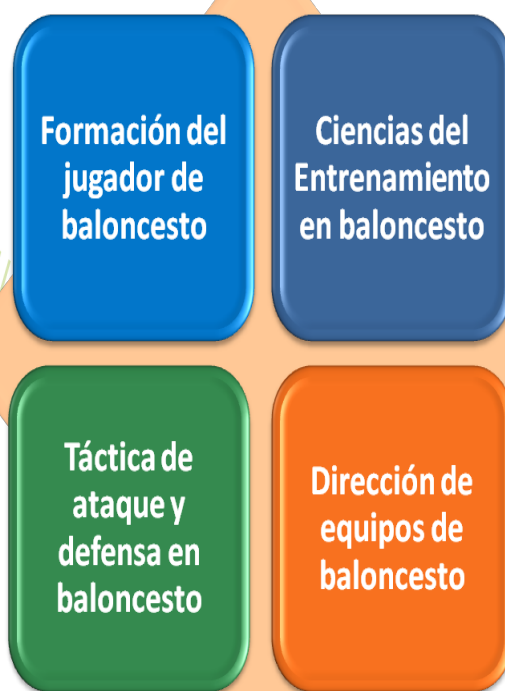 Formación del
jugador de
baloncesto
Ciencias del
Entrenamiento
en baloncesto
Táctica de
ataque y
defensa en
baloncesto
Dirección de
equipos de
baloncesto